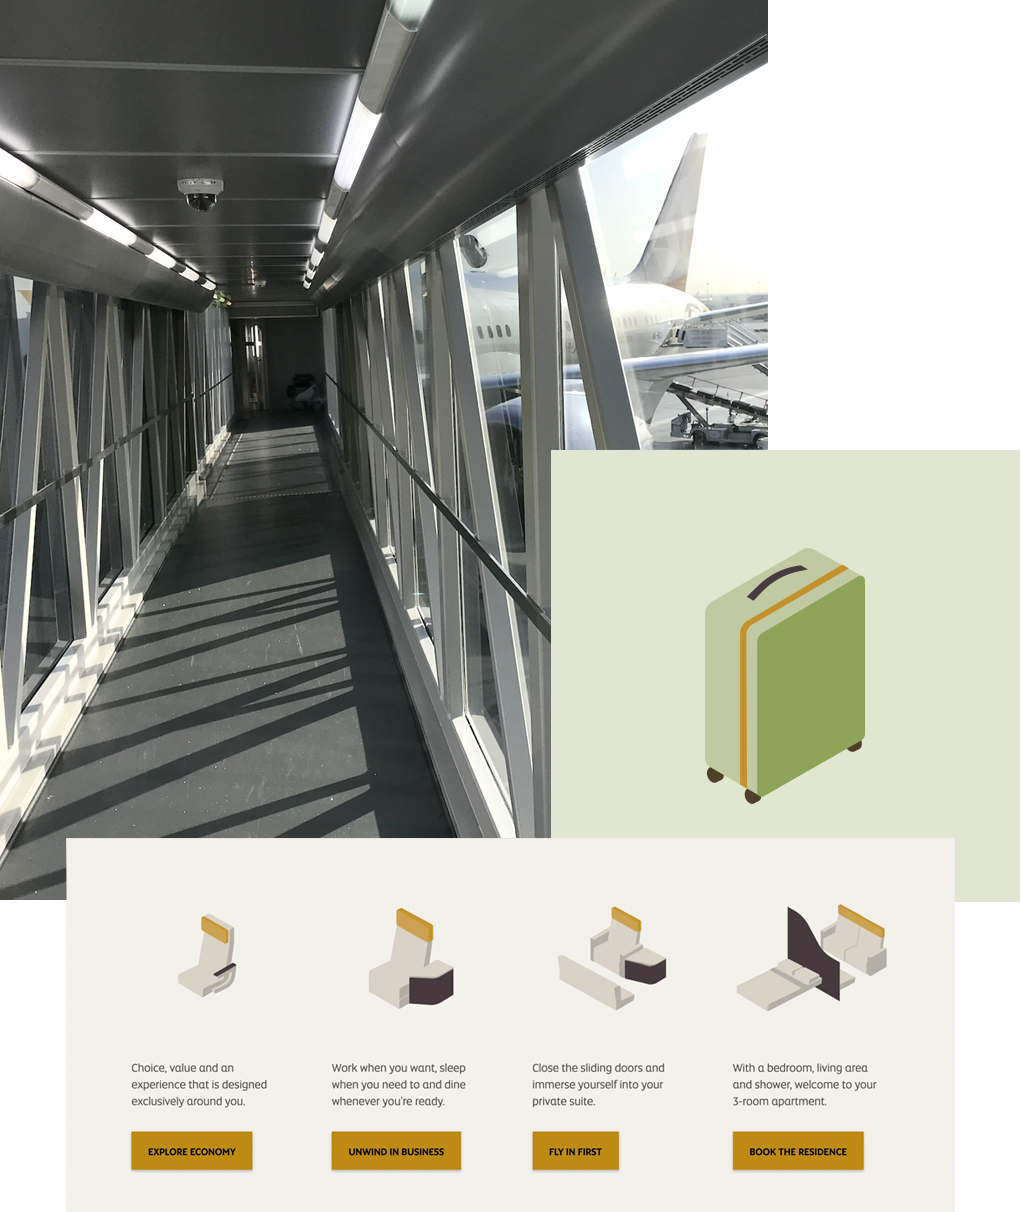 Choice, value and an
experience that is designed
exclusively around you.
EXPLORE ECONOMY
Work when you want, sleep
when you need to and dine
whenever you're ready.
UNWIND IN BUSINESS
Close the sliding doors and
immerse yourself into your
private suite.
FLY IN FIRST
With a bedroom, living area
and shower, welcome to your
3-room apartment.
BOOK THE RESIDENCE